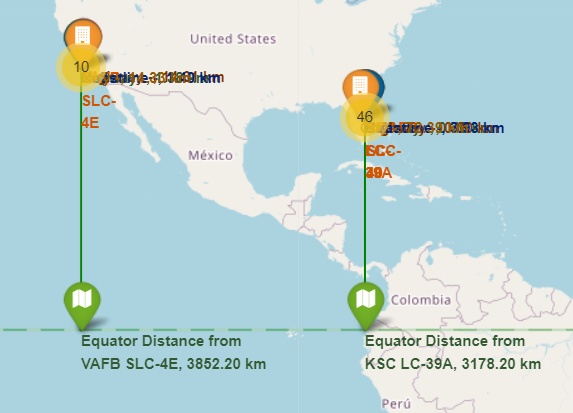 United States
10
SLC-
4E
46
México
39A
Colombia
Equator Distance from
VAFB SLC-4E, 3852.20 km
Equator Distance from
KSC LC-39A, 3178.20 km
Perú